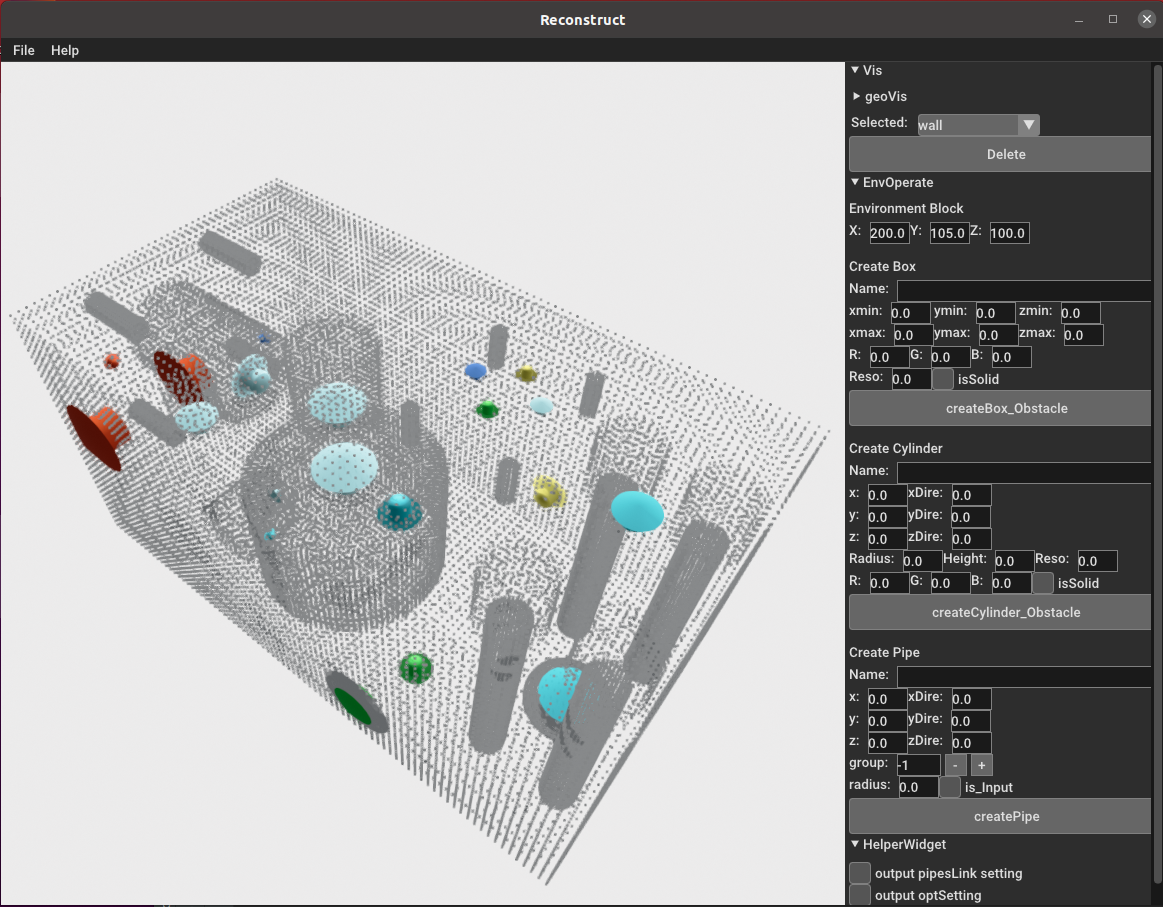 Reconstruct
File Help
Vis
geoVis
Selected: wall
Delete
EnvOperate
Environment Block
X: 200.0 Y: 105.0 Z: 100.0
Create Box
Name:
xmin: 0.0 ymin: 0.0 zmin: 0.0
xmax: 0.0 ymax: 0.0 zmax: 0.0
R: 0.0 G: 0.0 B: 0.0
Reso: 0.0 isSolid
createBox_Obstacle
Create Cylinder
Name:
x: 0.0 xDire: 0.0
y: 0.0 yDire: 0.0
z: 0.0 zDire: 0.0
Radius: 0.0 Height: 0.0 Reso: 0.0
R: 0.0 G: 0.0 B: 0.0 isSolid
createCylinder_Obstacle
Create Pipe
Name:
x: 0.0 xDire: 0.0
y: 0.0 yDire: 0.0
z: 0.0 zDire: 0.0
group: -1 - +
radius: 0.0 is_Input
createPipe
HelperWidget
output pipesLink setting
output optSetting